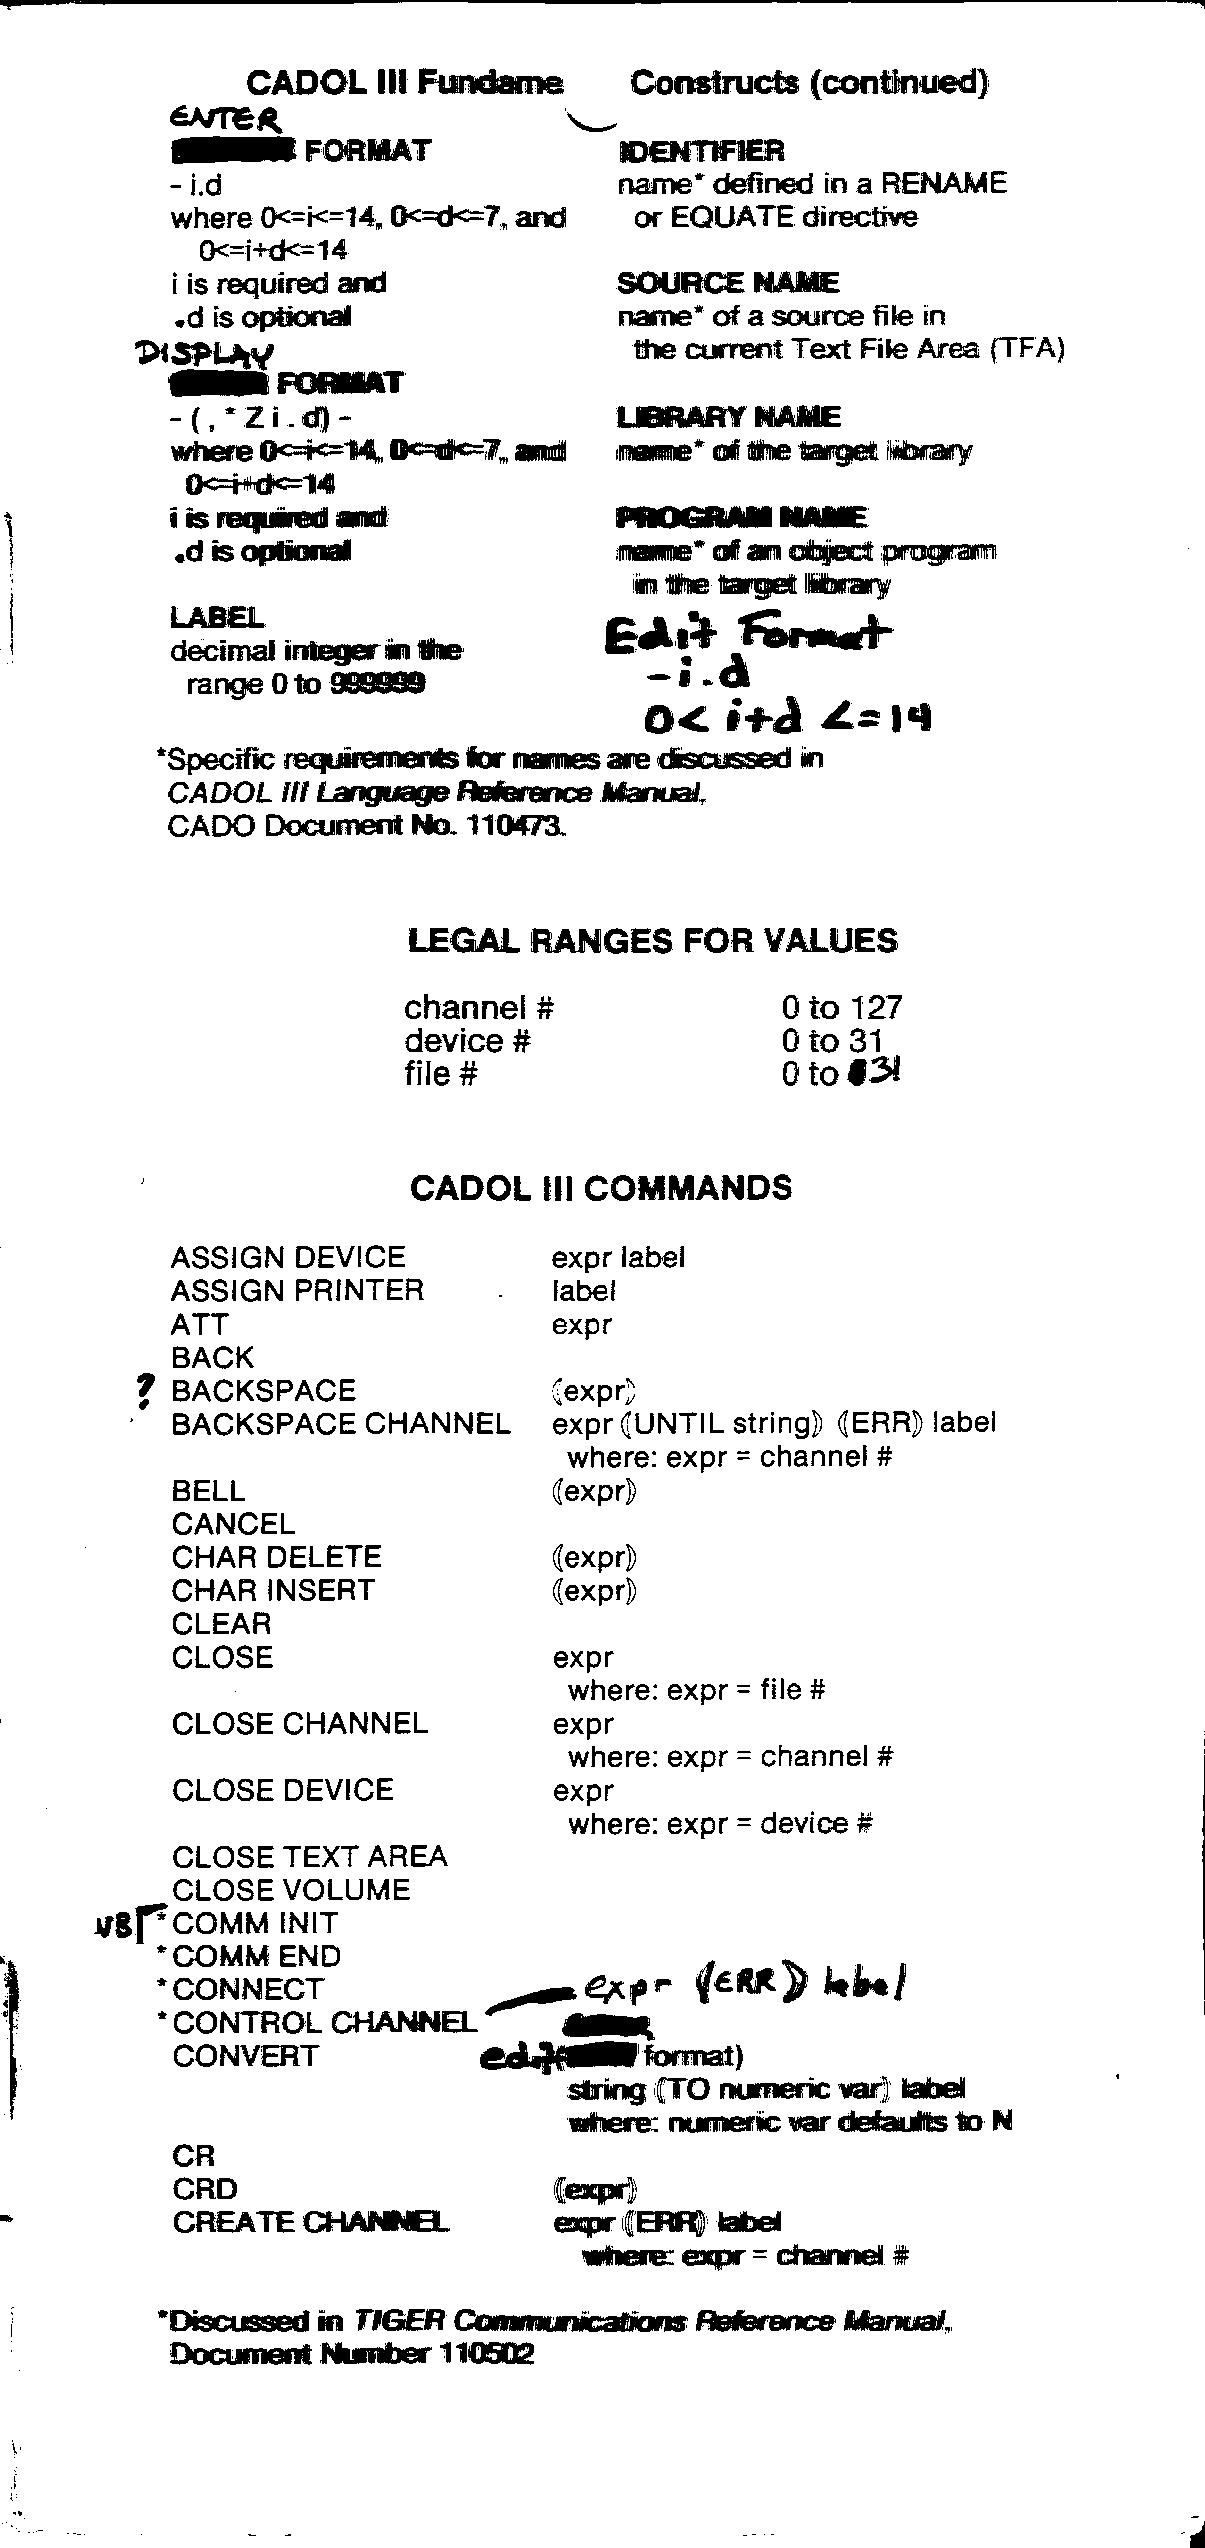 CADOL III Fundame Constructs (continued)
ENTER
FORMAT
- i.d
where 0<=i<=14, 0<=d<=7, and
0<=i+d<=14
i is required and
.d is optional
DISPLAY
FORMAT
- ( , * Z i . d) -
where 0<=i<=14, 0<=d<=7, and
0<=i+d<=14
i is required and
.d is optional
LABEL
decimal integer in the
range 0 to 999999
IDENTIFIER
name* defined in a RENAME
or EQUATE directive
SOURCE NAME
name* of a source file in
the current Text File Area (TFA)
LIBRARY NAME
name* of the target library
PROGRAM NAME
name* of an object program
in the target library
Edit Format
-i.d
0< i+d <=14
*Specific requirements for names are discussed in
CADOL III Language Reference Manual,
CADO Document No. 110473.
LEGAL RANGES FOR VALUES
channel # 0 to 127
device # 0 to 31
file # 0 to 31
CADOL III COMMANDS
ASSIGN DEVICE expr label
ASSIGN PRINTER label
ATT expr
BACK
? BACKSPACE ((expr))
BACKSPACE CHANNEL expr ((UNTIL string)) ((ERR)) label
where: expr = channel #
BELL ((expr))
CANCEL
CHAR DELETE ((expr))
CHAR INSERT ((expr))
CLEAR
CLOSE expr
where: expr = file #
CLOSE CHANNEL expr
where: expr = channel #
CLOSE DEVICE expr
where: expr = device #
CLOSE TEXT AREA
CLOSE VOLUME
*COMM INIT
*COMM END
*CONNECT
*CONTROL CHANNEL expr ((ERR)) label
CONVERT edit format)
string ((TO numeric var)) label
where: numeric var defaults to N
CR
CRD ((expr))
CREATE CHANNEL expr ((ERR)) label
where: expr = channel #
*Discussed in TIGER Communications Reference Manual,
Document Number 110502